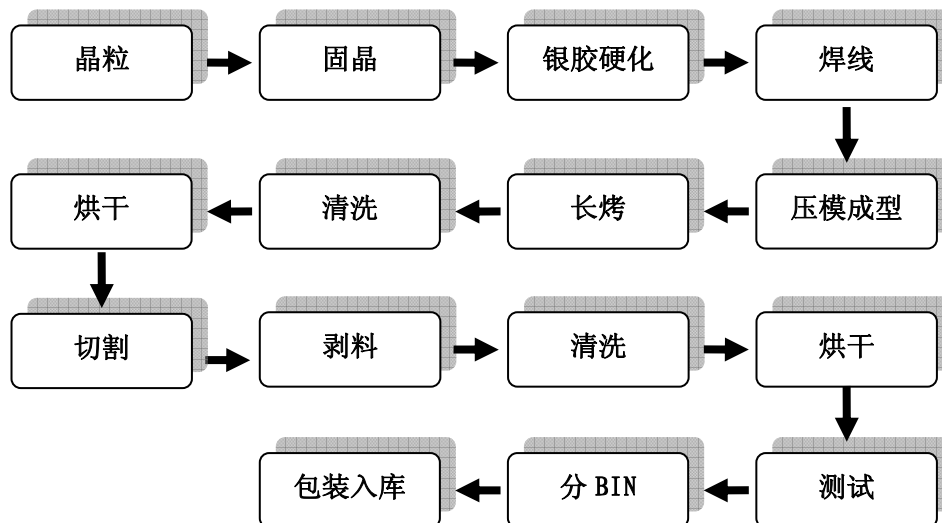 晶粒
固晶
银胶硬化
焊线
压模成型
长烤
清洗
烘干
切割
剥料
清洗
烘干
测试
分 BIN
包装入库